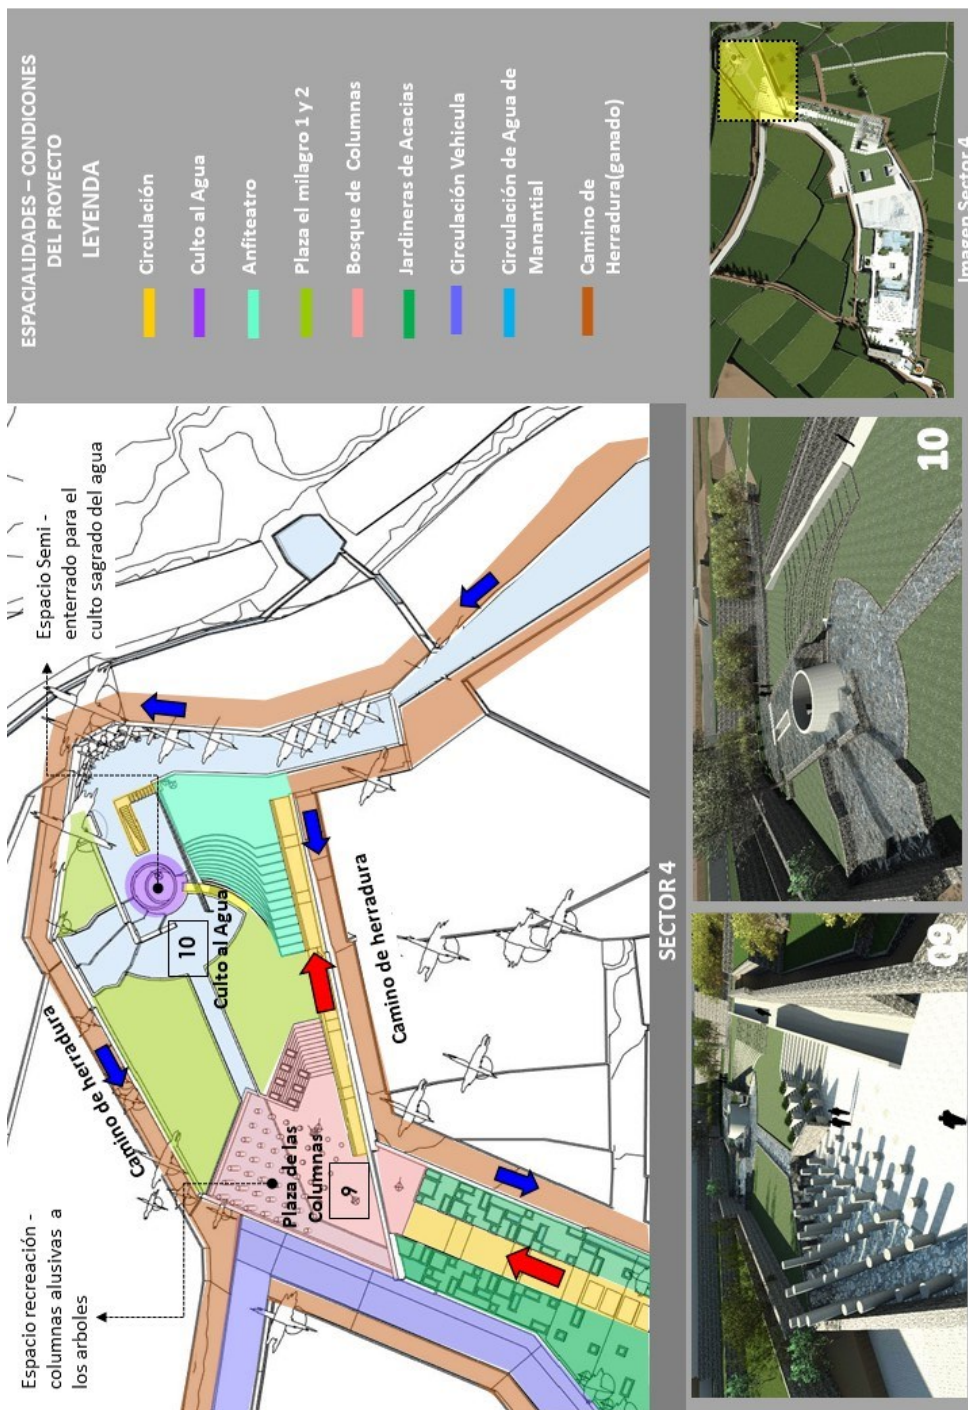 ESPACIALIDADES – CONDICONES
DEL PROYECTO
LEYENDA
Circulación
Culto al Agua
Anfiteatro
Plaza el milagro 1 y 2
Bosque de Columnas
Jardineras de Acacias
Circulación Vehicula
Circulación de Agua de
Manantial
Camino de
Herradura(ganado)
Espacio recreación -
columnas alusivas a
los arboles
Espacio Semi -
enterrado para el
culto sagrado del agua
Camino de herradura
Plaza de las
Columnas
9
10
Culto al Agua
Camino de herradura
SECTOR 4
09
10
Imagen Sector 4